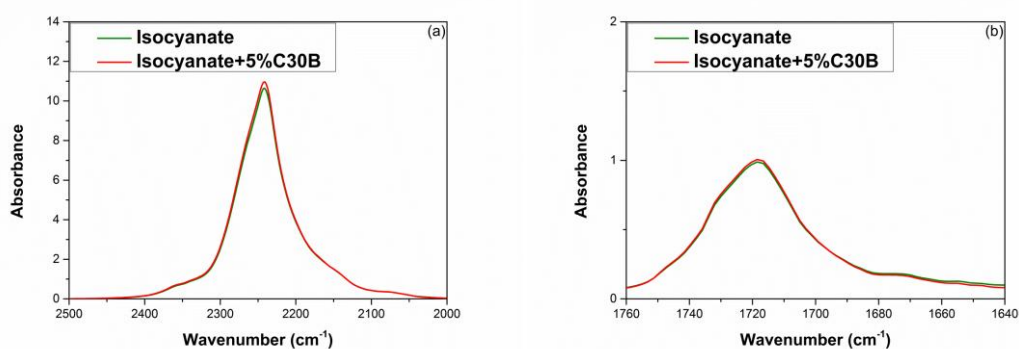 (a)
Isocyanate
Isocyanate+5%C30B
14
12
10
8
6
4
2
0
Absorbance
2500
2400
2300
2200
2100
2000
Wavenumber (cm⁻¹)
(b)
Isocyanate
Isocyanate+5%C30B
2
1
0
Absorbance
1760
1740
1720
1700
1680
1660
1640
Wavenumber (cm⁻¹)